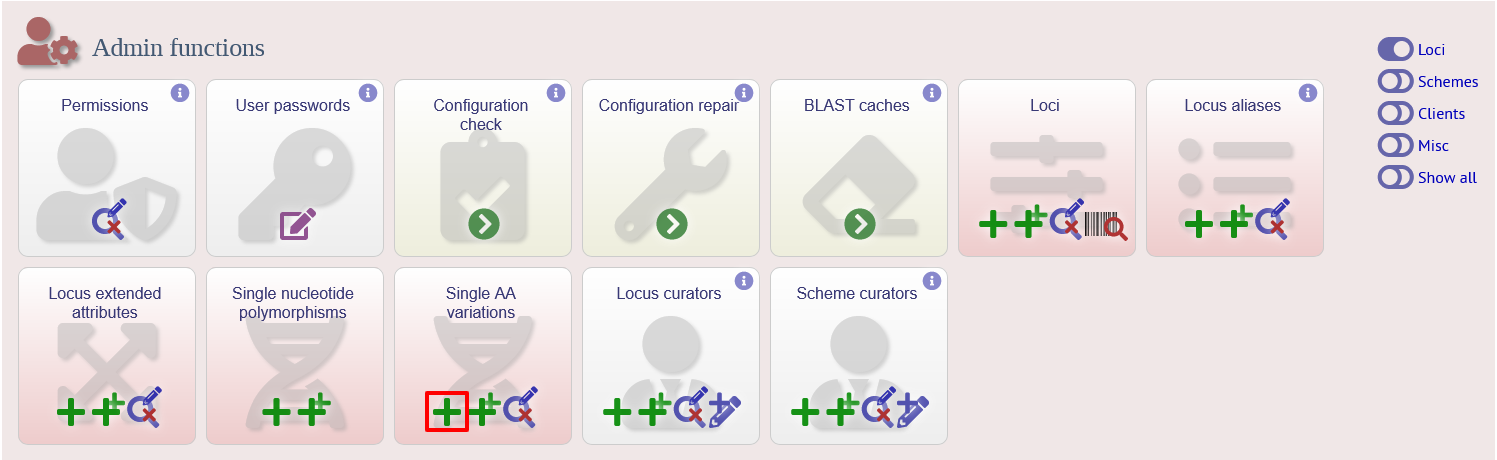 Admin functions
Loci
Schemes
Clients
Misc
Show all
Permissions
User passwords
Configuration
check
Configuration repair
BLAST caches
Loci
Locus aliases
Locus extended
attributes
Single nucleotide
polymorphisms
Single AA
variations
Locus curators
Scheme curators